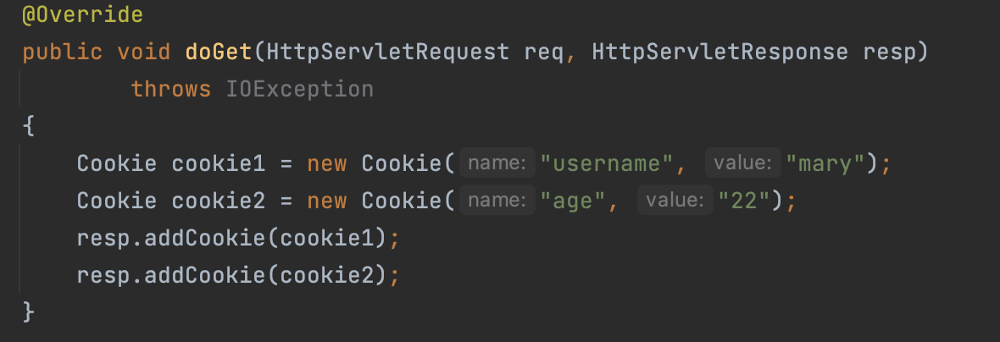 @Override
public void doGet(HttpServletRequest req, HttpServletResponse resp)
        throws IOException
{
    Cookie cookie1 = new Cookie( name: "username", value: "mary");
    Cookie cookie2 = new Cookie( name: "age", value: "22");
    resp.addCookie(cookie1);
    resp.addCookie(cookie2);
}